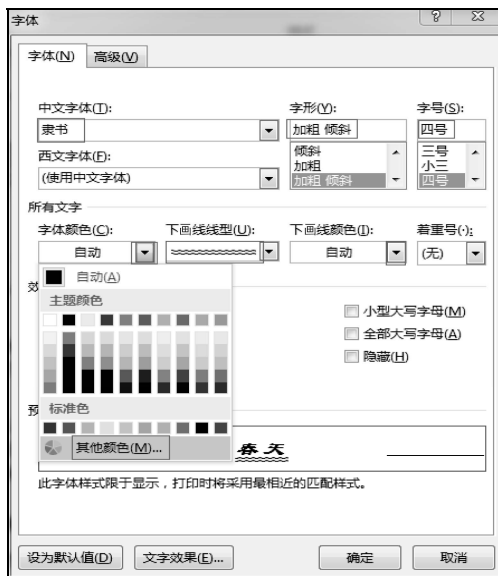 字体
字体(N) 高级(V)
中文字体(T): 字形(Y): 字号(S):
隶书 加粗 倾斜 四号
西文字体(F): 倾斜 三号
(使用中文字体) 加粗 小三
加粗 倾斜 四号
所有文字
字体颜色(C): 下画线线型(U): 下画线颜色(I): 着重号(·):
自动 自动 (无)
自动(A)
效
主题颜色
小型大写字母(M)
全部大写字母(A)
隐藏(H)
预
标准色
其他颜色(M)...
春天
此字体样式限于显示，打印时将采用最相近的匹配样式。
设为默认值(D) 文字效果(E)... 确定 取消